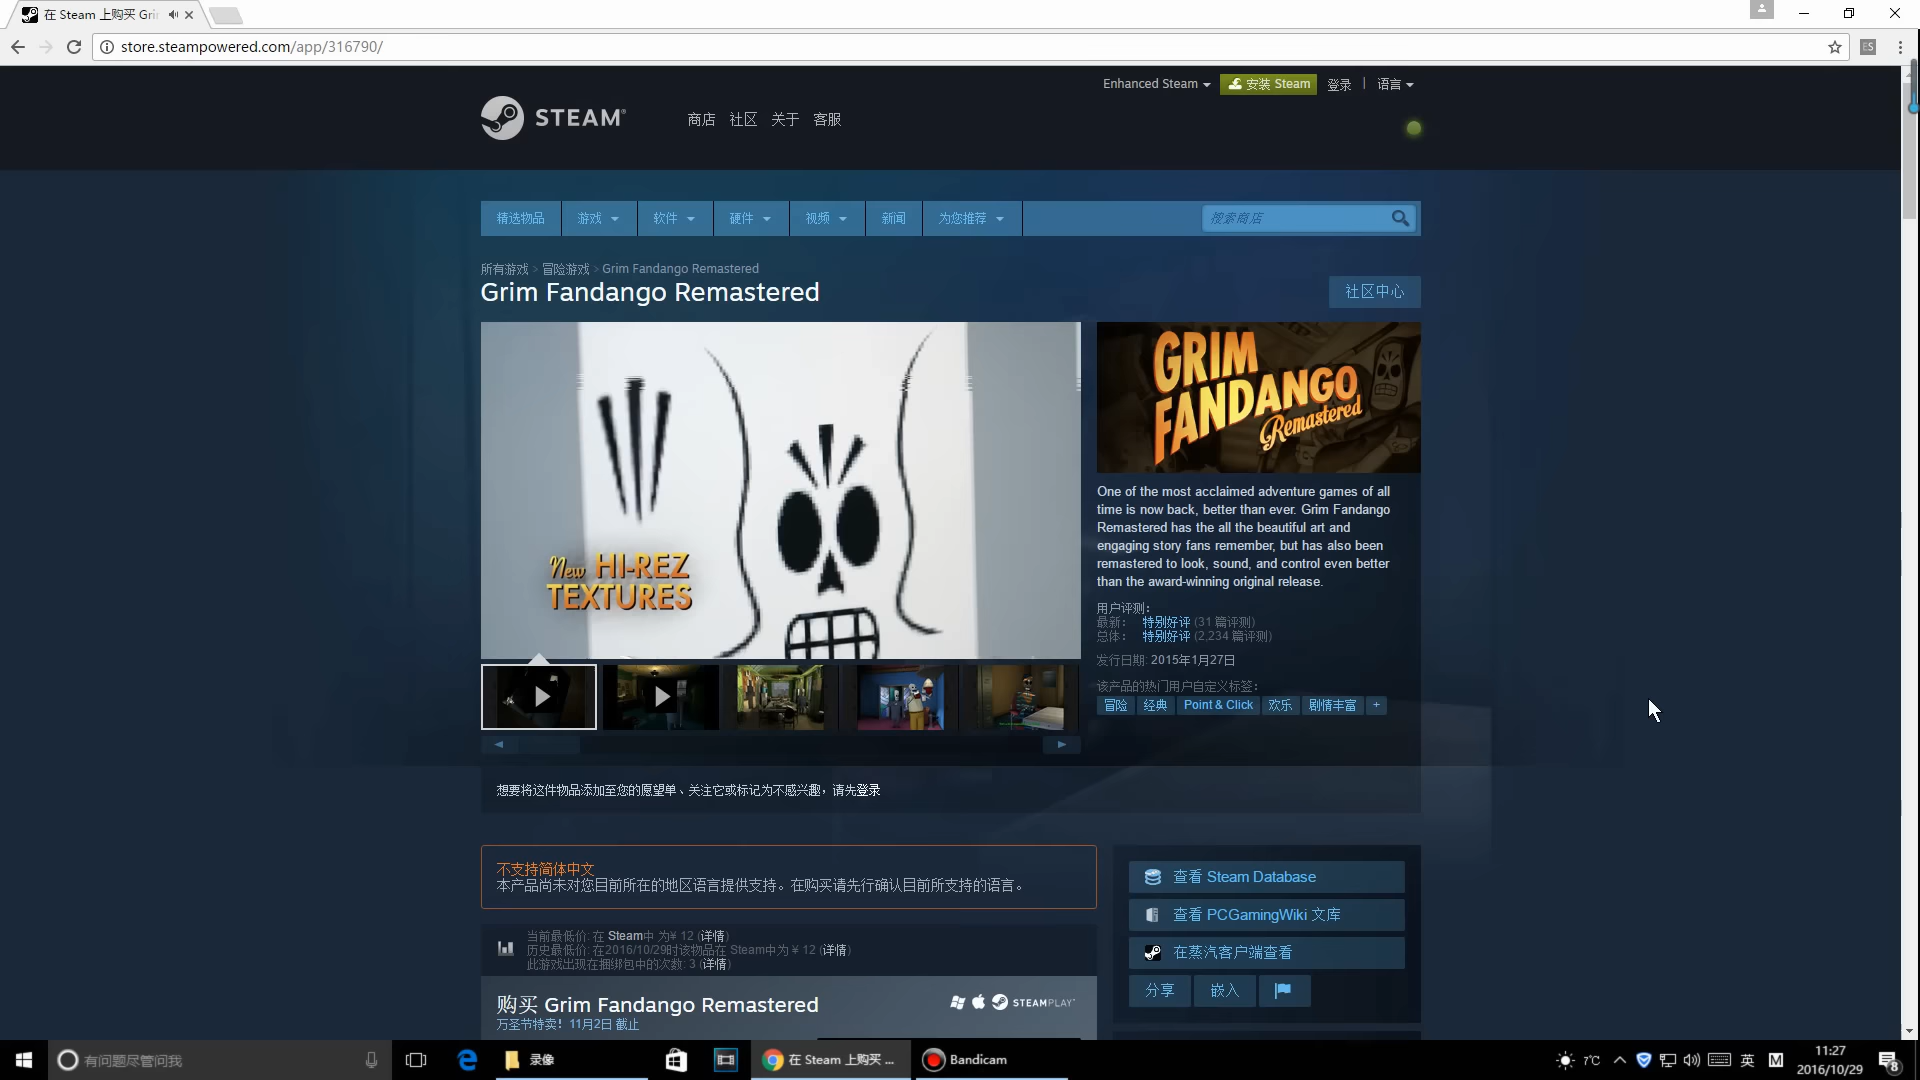 在 Steam 上购买 Gri
store.steampowered.com/app/316790/
ES
Enhanced Steam 安装 Steam 登录 | 语言
STEAM
商店 社区 关于 客服
精选物品 游戏 软件 硬件 视频 新闻 为您推荐 搜索商店
所有游戏 > 冒险游戏 > Grim Fandango Remastered
Grim Fandango Remastered
社区中心
New HI-REZ
TEXTURES
GRIM
FANDANGO
Remastered
One of the most acclaimed adventure games of all
time is now back, better than ever. Grim Fandango
Remastered has the all the beautiful art and
engaging story fans remember, but has also been
remastered to look, sound, and control even better
than the award-winning original release.
用户评测:
最新: 特别好评 (31 篇评测)
总体: 特别好评 (2,234 篇评测)
发行日期: 2015年1月27日
该产品的热门用户自定义标签:
冒险 经典 Point & Click 欢乐 剧情丰富 +
想要将这件物品添加至您的愿望单、关注它或标记为不感兴趣，请先登录
不支持简体中文
本产品尚未对您目前所在的地区语言提供支持。在购买请先行确认目前所支持的语言。
当前最低价: 在 Steam中 为¥ 12 (详情)
历史最低价: 在2016/10/29时该物品在 Steam中为 ¥ 12 (详情)
此游戏出现在捆绑包中的次数: 3 (详情)
购买 Grim Fandango Remastered
STEAMPLAY
万圣节特卖！11月2日 截止
查看 Steam Database
查看 PCGamingWiki 文库
在蒸汽客户端查看
分享 嵌入
有问题尽管问我
录像
在 Steam 上购买 ...
Bandicam
7℃
英
M
11:27
2016/10/29
8